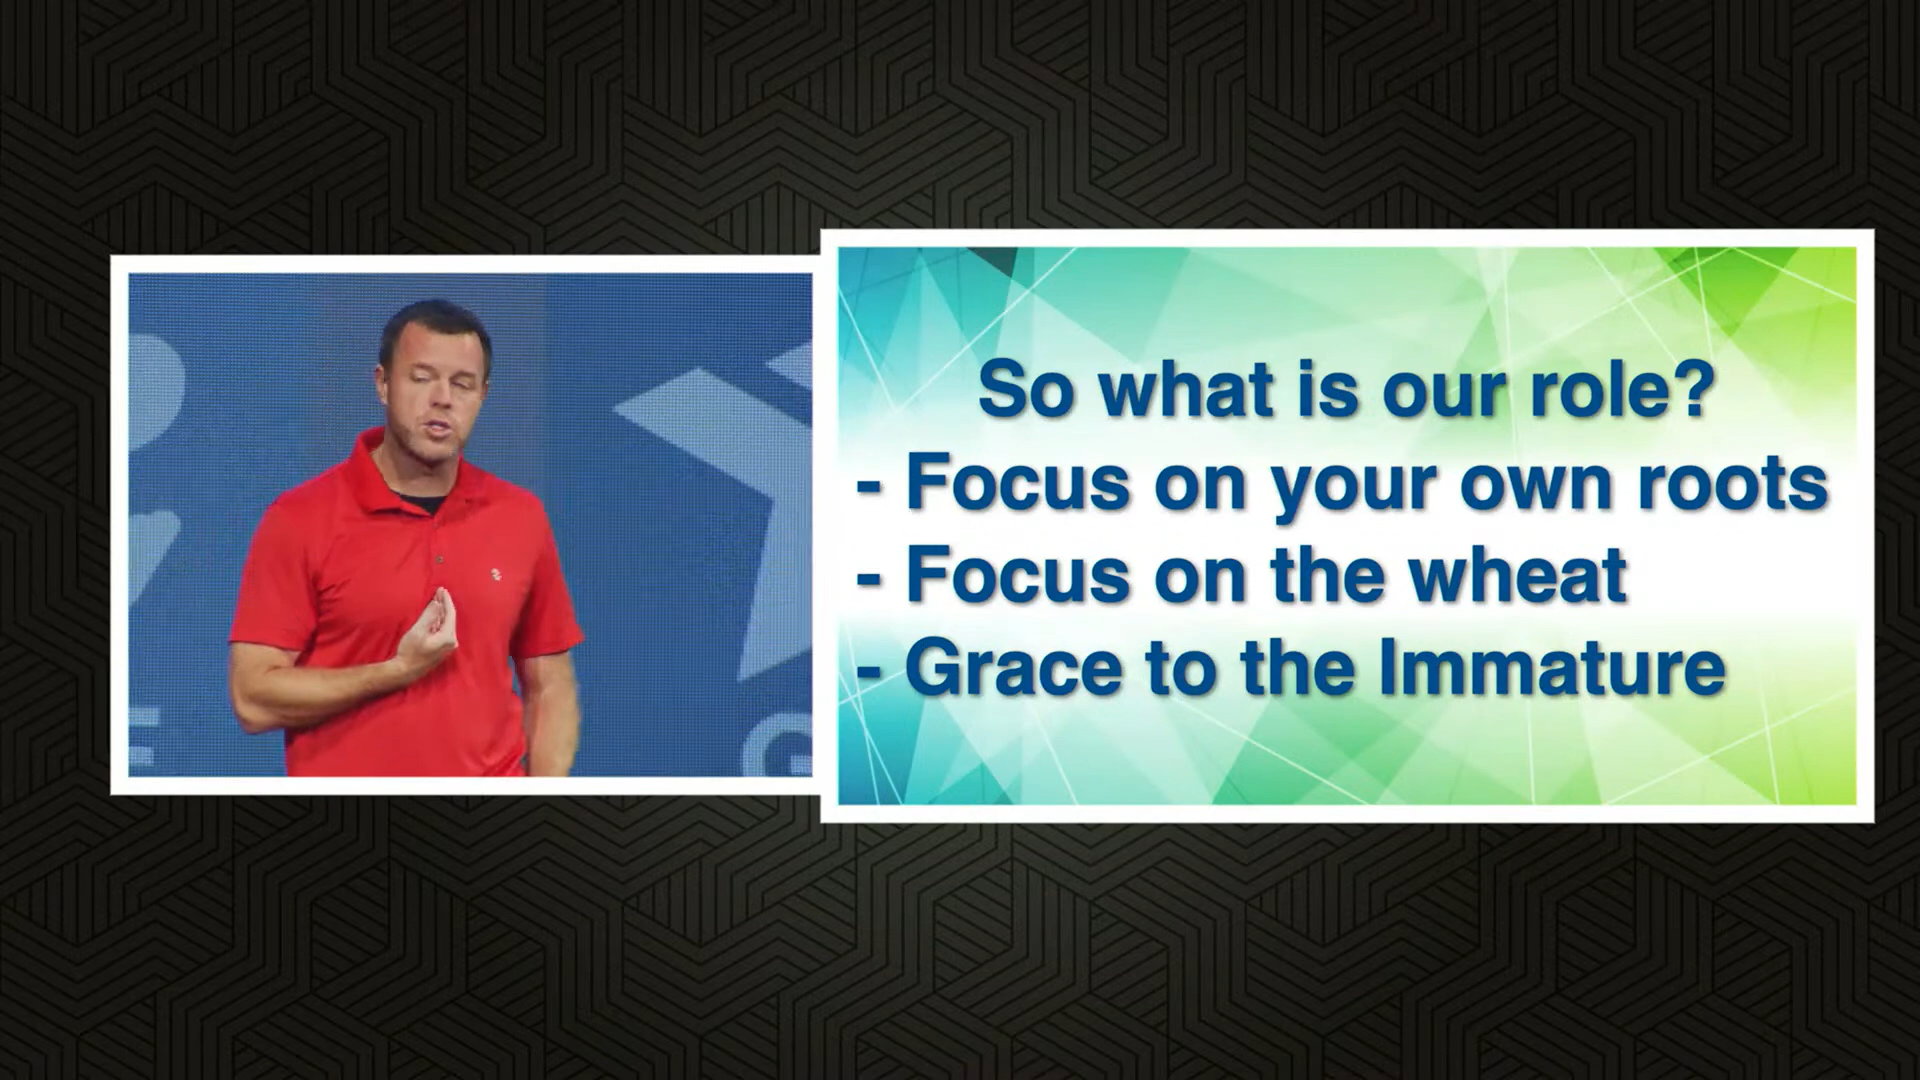 So what is our role?
- Focus on your own roots
- Focus on the wheat
- Grace to the Immature